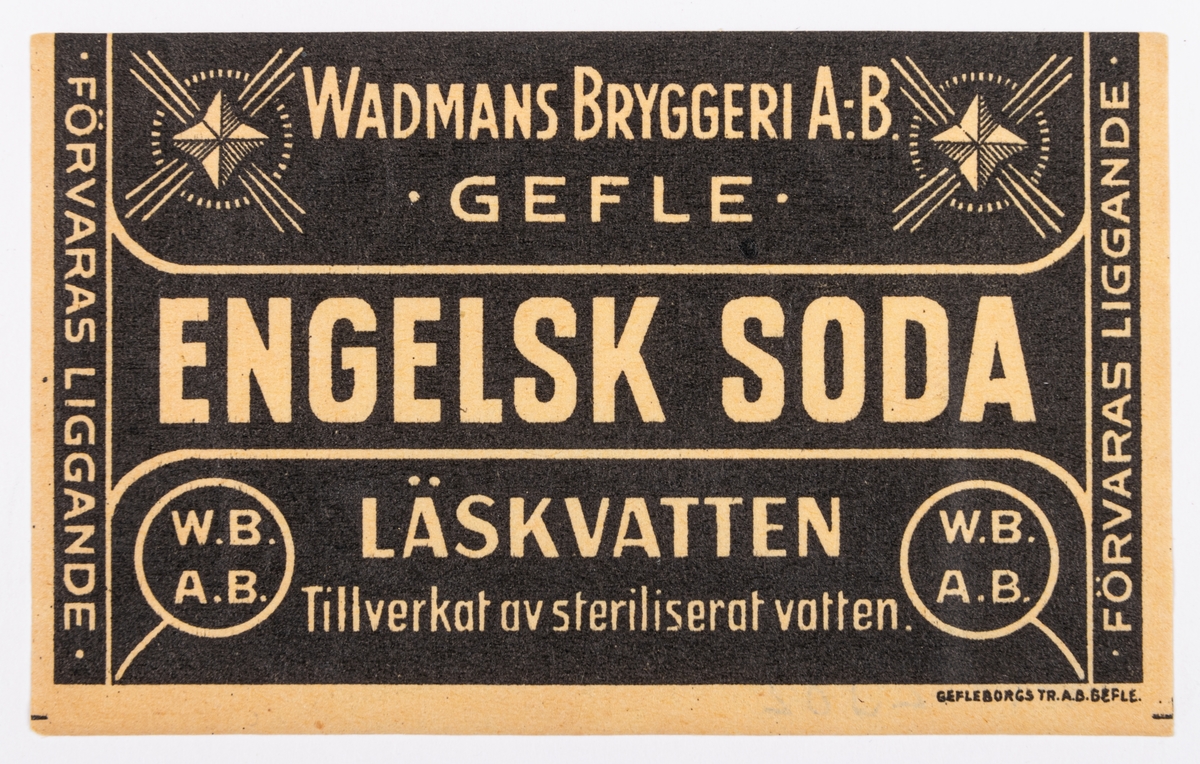 · FÖRVARAS LIGGANDE ·
WADMANS BRYGGERI A.-B.
· GEFLE ·
ENGELSK SODA
LÄSKVATTEN
Tillverkat av steriliserat vatten.
W.B.
A.B.
W.B.
A.B.
· FÖRVARAS LIGGANDE ·
GEFLEBORGS TR. A.B. GEFLE.